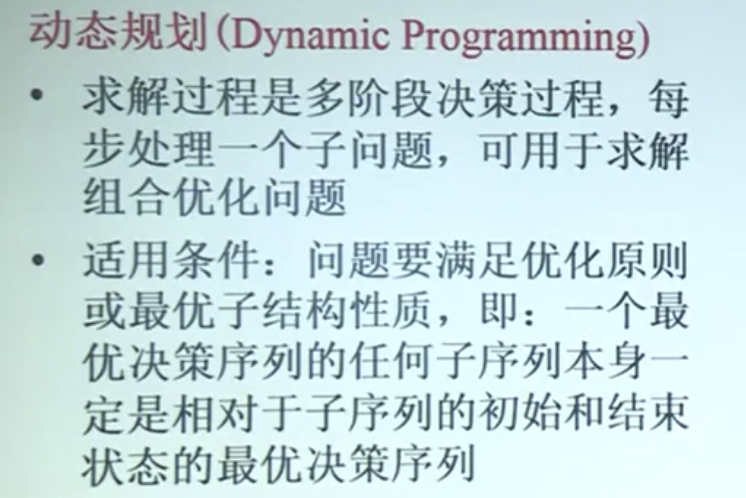 动态规划(Dynamic Programming)
• 求解过程是多阶段决策过程，每
步处理一个子问题，可用于求解
组合优化问题
• 适用条件：问题要满足优化原则
或最优子结构性质，即：一个最
优决策序列的任何子序列本身一
定是相对于子序列的初始和结束
状态的最优决策序列